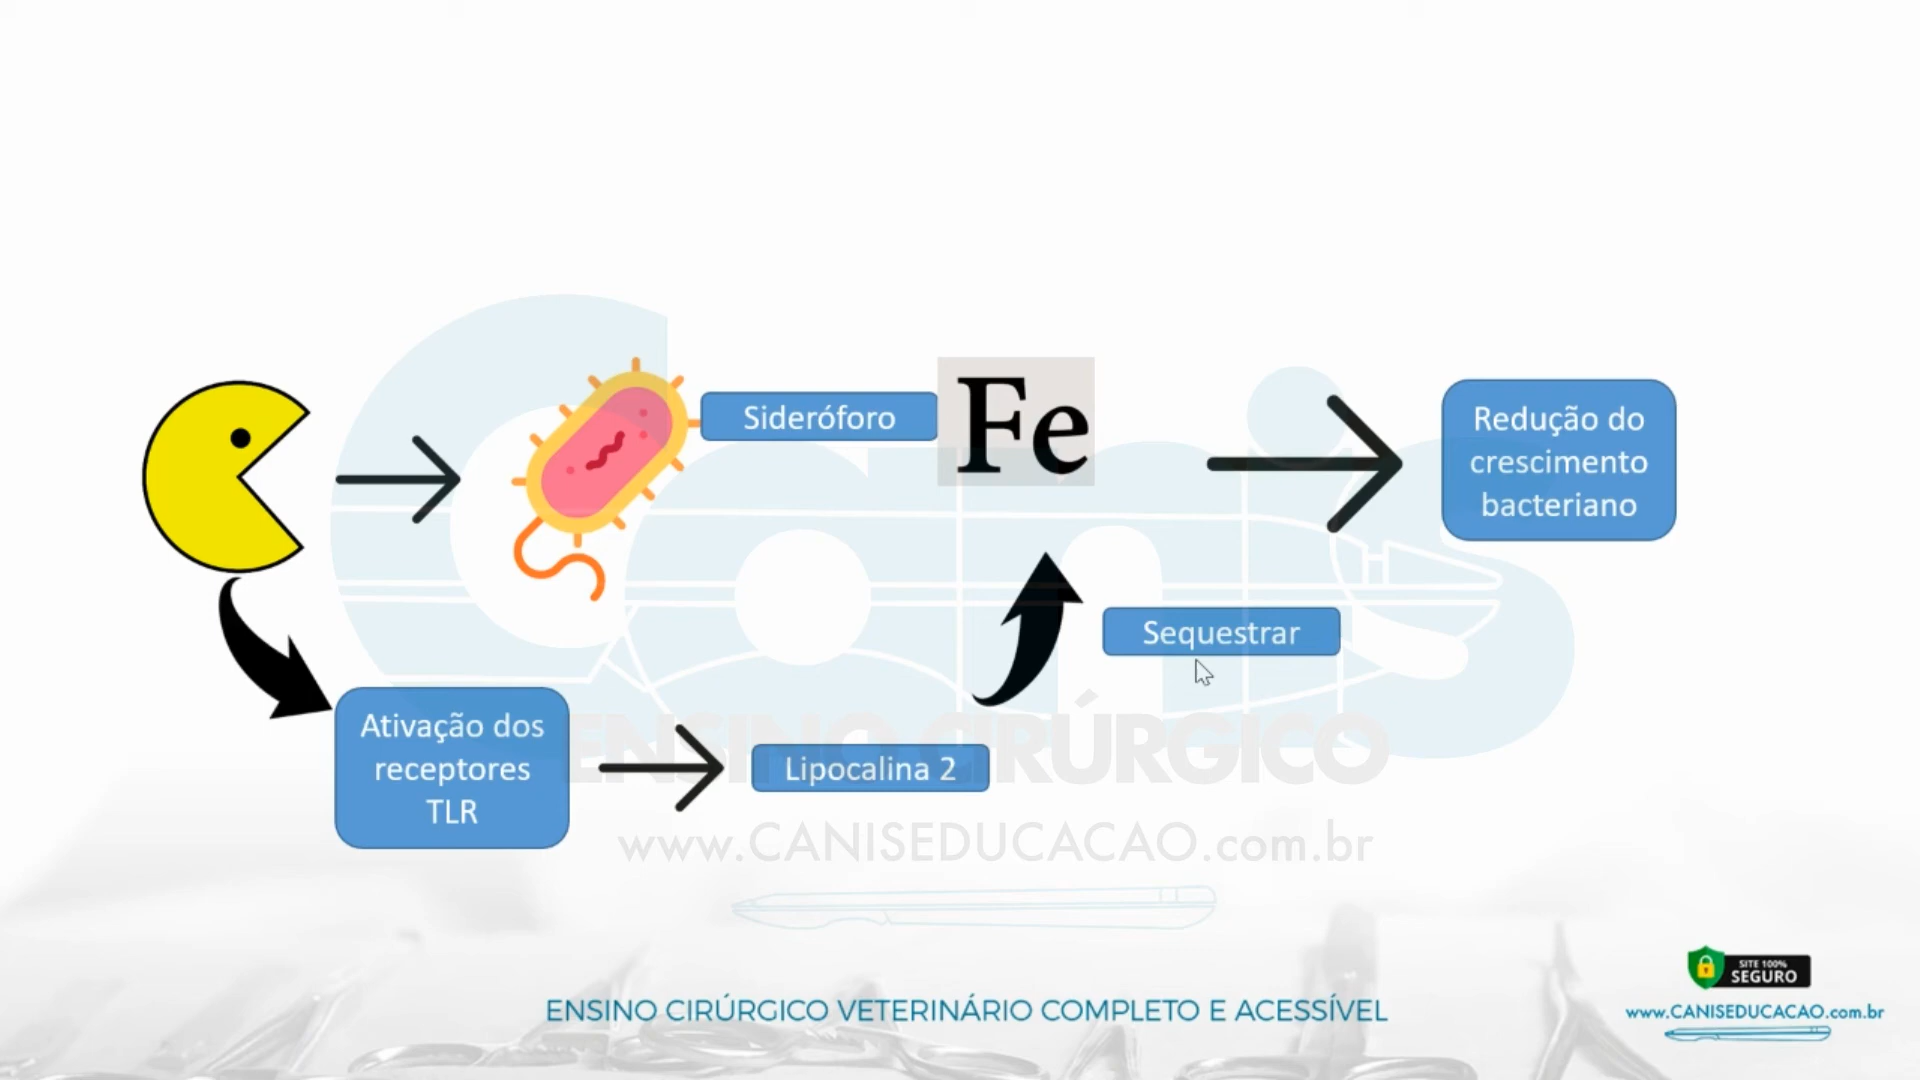 Sideróforo
Fe
Redução do
crescimento
bacteriano
Sequestrar
Ativação dos
receptores
TLR
Lipocalina 2
Canis
ENSINO CIRÚRGICO
www.CANISEDUCACAO.com.br
SITE 100%
SEGURO
ENSINO CIRÚRGICO VETERINÁRIO COMPLETO E ACESSÍVEL
www.CANISEDUCACAO.com.br